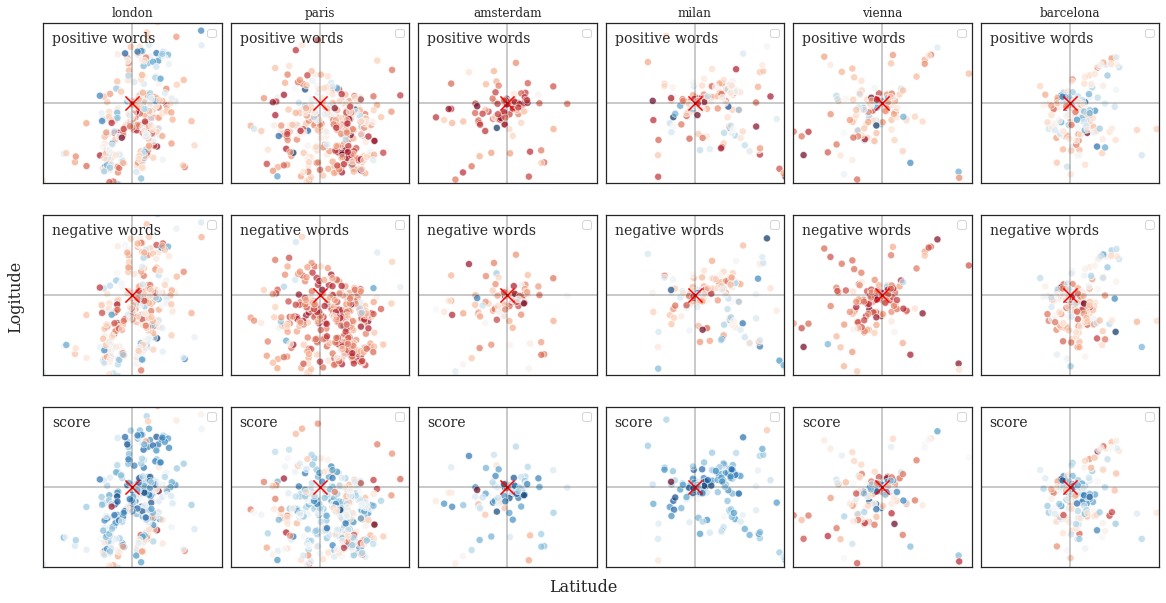 london paris amsterdam milan vienna barcelona
positive words positive words positive words positive words positive words positive words
negative words negative words negative words negative words negative words negative words
Logitude
score score score score score score
Latitude